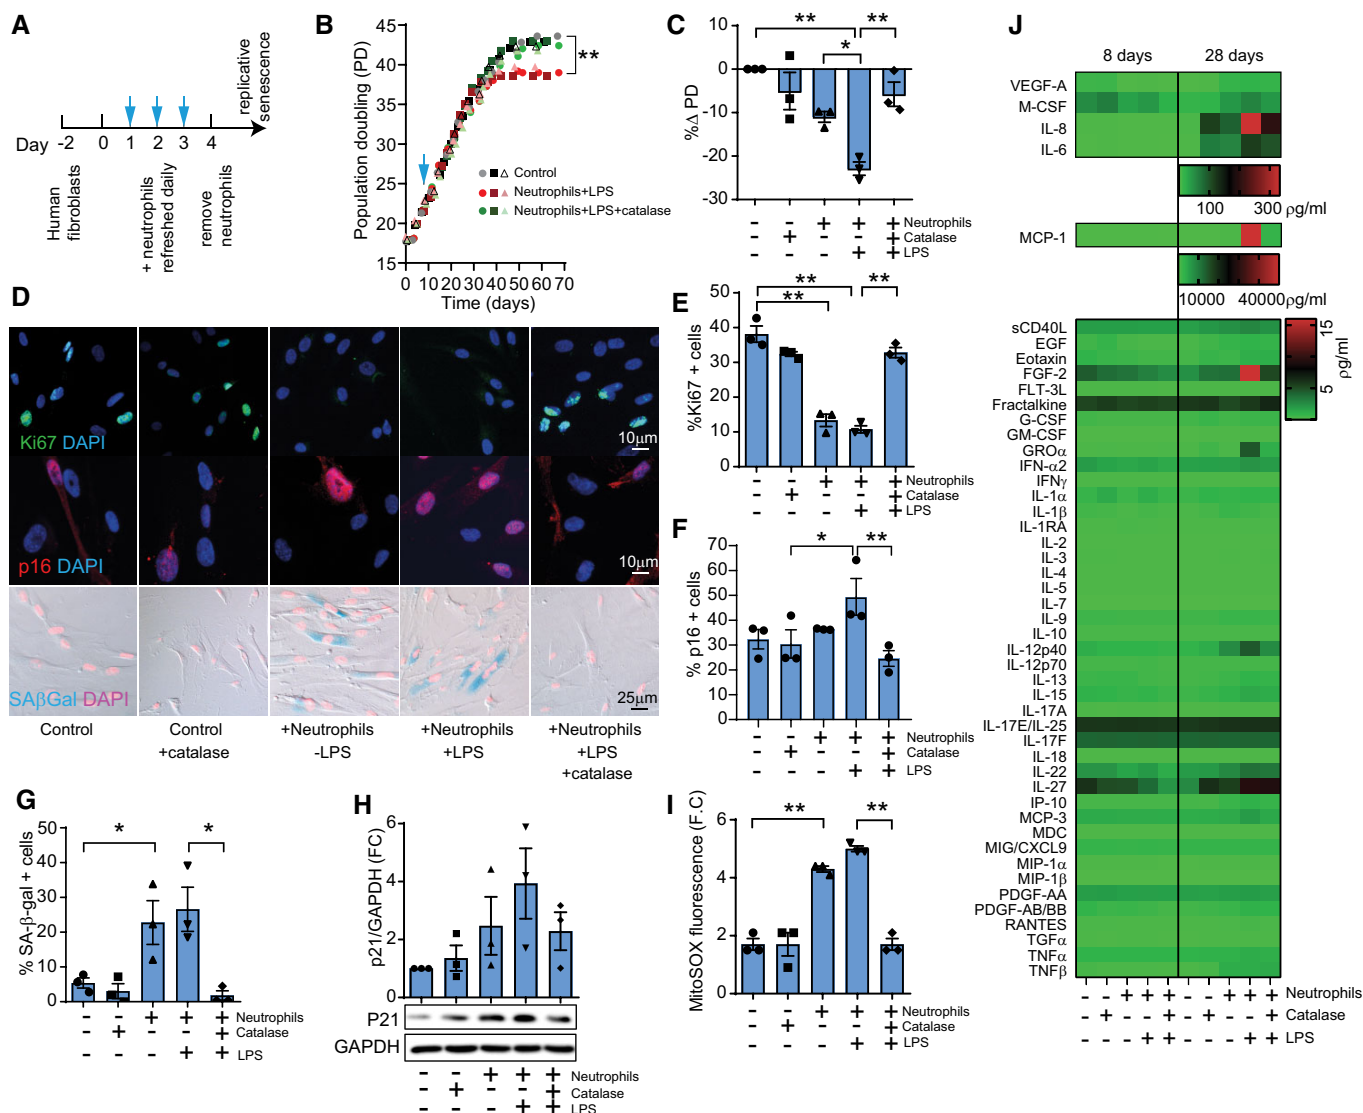 A
Day
-2
0
1
2
3
4
replicative
senescence
Human
fibroblasts
+ neutrophils
refreshed daily
remove
neutrophils
B
Population doubling (PD)
45
40
35
30
25
20
15
0 10 20 30 40 50 60 70
Time (days)
Control
Neutrophils+LPS
Neutrophils+LPS+catalase
**
C
%Δ PD
10
0
-10
-20
-30
** **
*
- - + + + Neutrophils
- + - - + Catalase
- - - + + LPS
D
Ki67 DAPI
10μm
p16 DAPI
10μm
SAβGal DAPI
25μm
Control
Control
+catalase
+Neutrophils
-LPS
+Neutrophils
+LPS
+Neutrophils
+LPS
+catalase
E
%Ki67 + cells
50
40
30
20
10
0
** **
**
- - + + + Neutrophils
- + - - + Catalase
- - - + + LPS
F
% p16 + cells
70
60
50
40
30
20
10
0
* **
- - + + + Neutrophils
- + - - + Catalase
- - - + + LPS
G
% SA-β-gal + cells
50
40
30
20
10
0
* *
- - + + + Neutrophils
- + - - + Catalase
- - - + + LPS
H
p21/GAPDH (FC)
6
4
2
0
P21
GAPDH
- - + + + Neutrophils
- + - - + Catalase
- - - + + LPS
I
MitoSOX fluorescence (F.C)
6
4
2
0
** **
- - + + + Neutrophils
- + - - + Catalase
- - - + + LPS
J
8 days 28 days
VEGF-A
M-CSF
IL-8
IL-6
100 300 ρg/ml
MCP-1
10000 40000 ρg/ml
15
5
ρg/ml
sCD40L
EGF
Eotaxin
FGF-2
FLT-3L
Fractalkine
G-CSF
GM-CSF
GROα
IFN-α2
IFNγ
IL-1α
IL-1β
IL-1RA
IL-2
IL-3
IL-4
IL-5
IL-7
IL-9
IL-10
IL-12p40
IL-12p70
IL-13
IL-15
IL-17A
IL-17E/IL-25
IL-17F
IL-18
IL-22
IL-27
IP-10
MCP-3
MDC
MIG/CXCL9
MIP-1α
MIP-1β
PDGF-AA
PDGF-AB/BB
RANTES
TGFα
TNFα
TNFβ
- - + + + - - + + + Neutrophils
- + - - + - + - - + Catalase
- - - + + - - - + + LPS